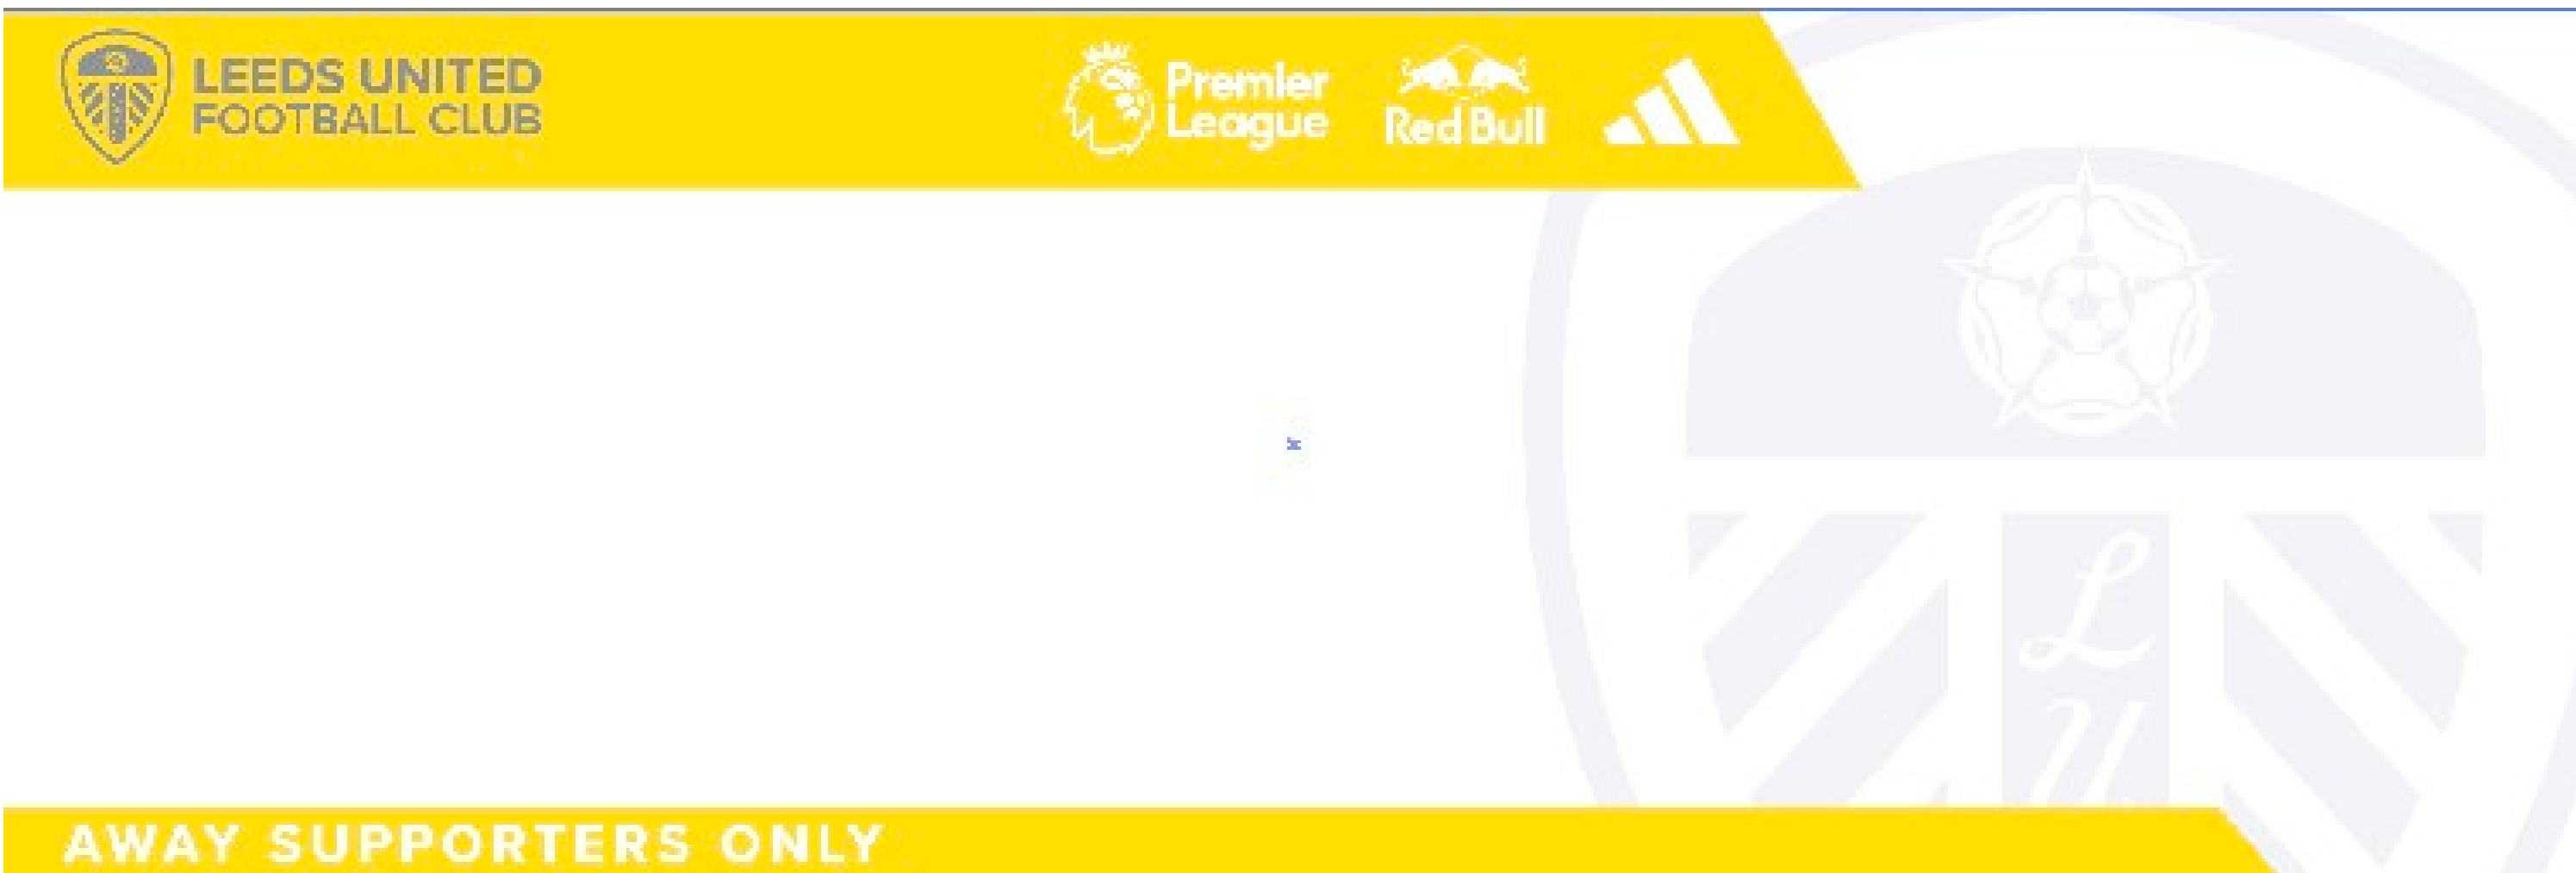 LEEDS UNITED
FOOTBALL CLUB
Premier
League
Red Bull
L
U
AWAY SUPPORTERS ONLY